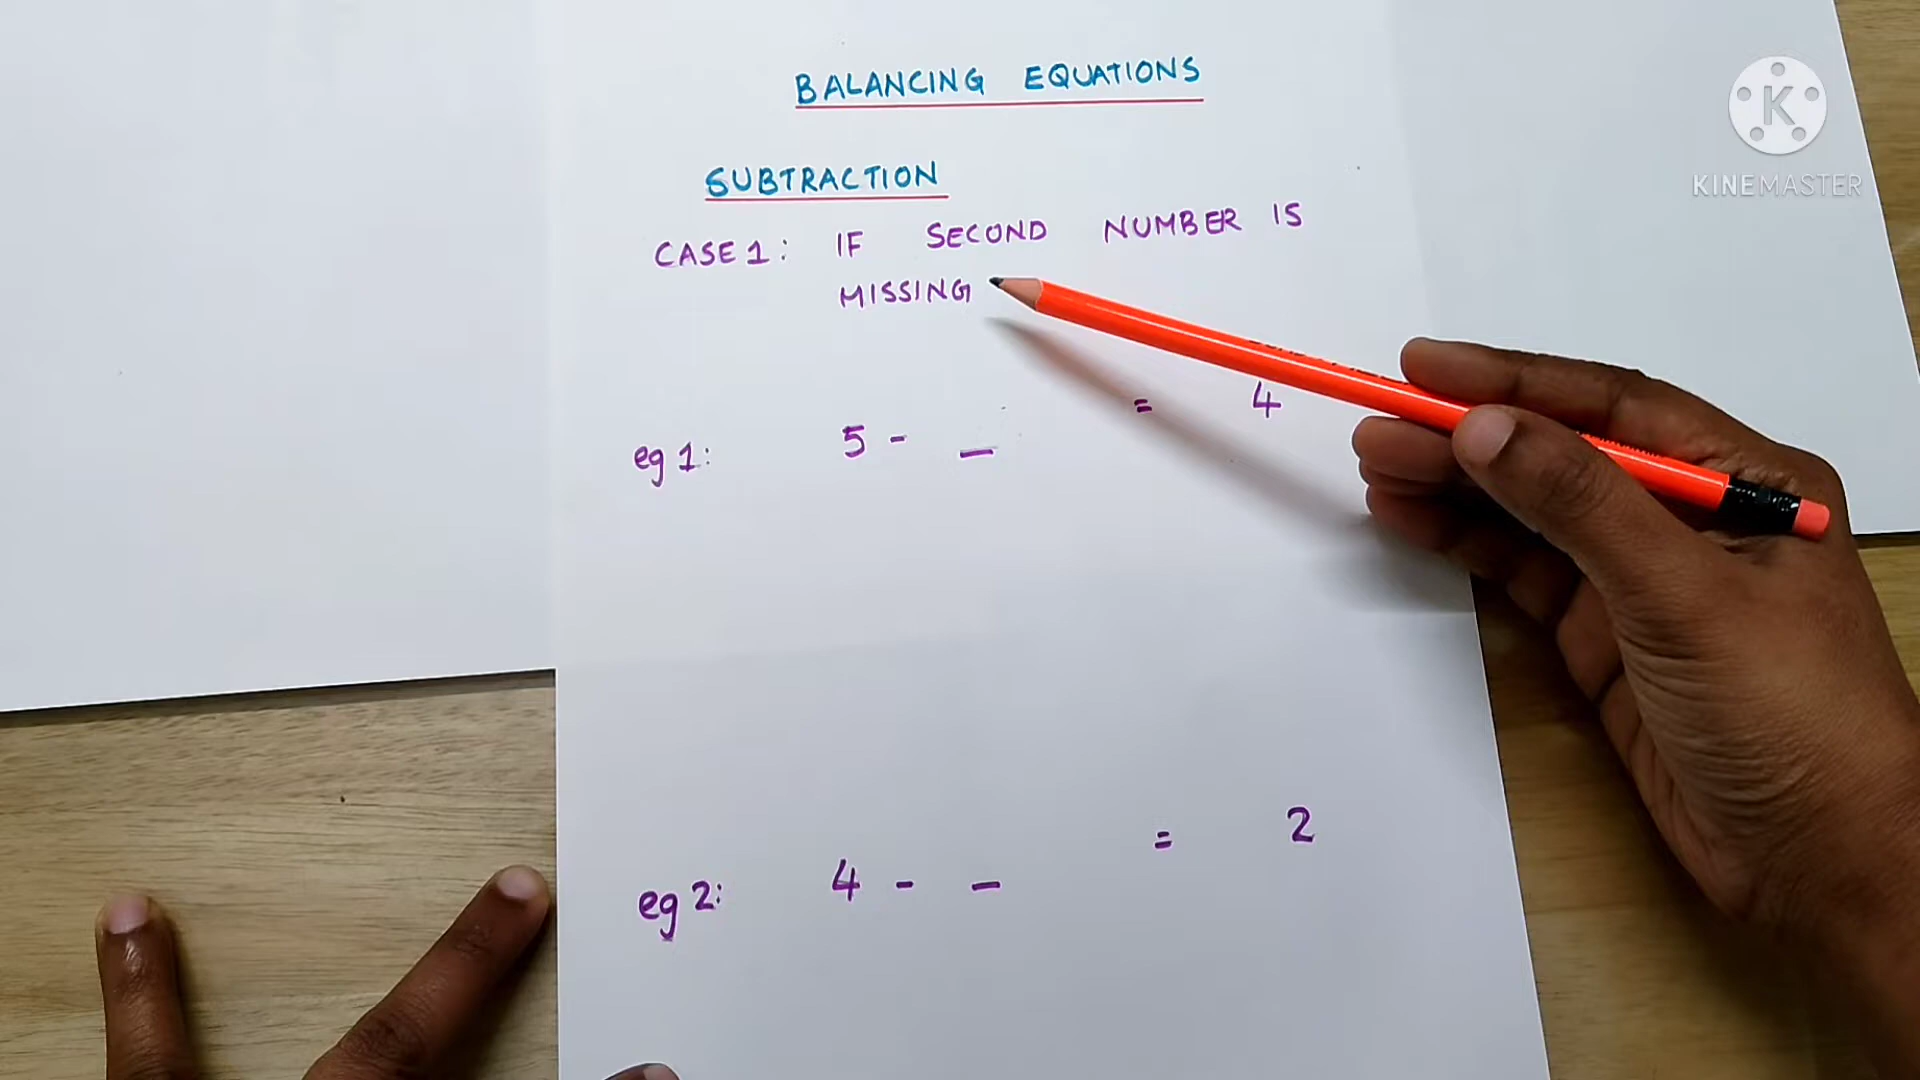 BALANCING EQUATIONS
SUBTRACTION
CASE 1: IF SECOND NUMBER IS
MISSING
eg 1: 5 - _ = 4
eg 2: 4 - _ = 2
K
KINEMASTER